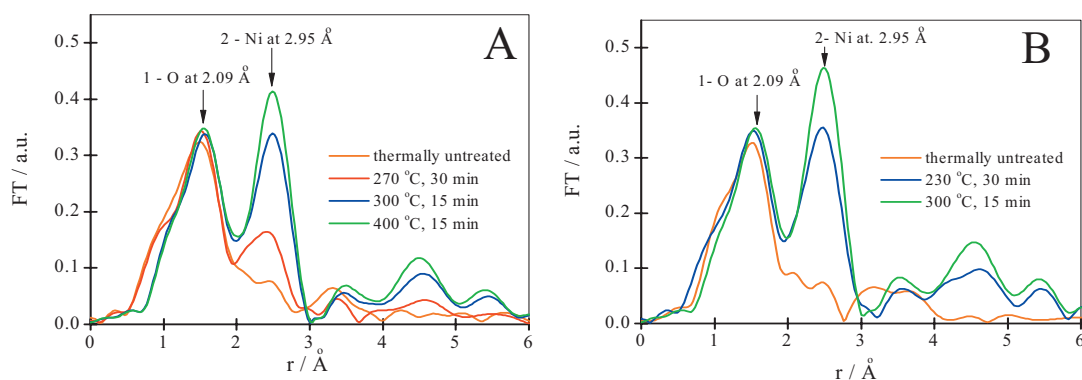 A
2 - Ni at 2.95 Å
1 - O at 2.09 Å
thermally untreated
270 °C, 30 min
300 °C, 15 min
400 °C, 15 min
FT / a.u.
0.5
0.4
0.3
0.2
0.1
0.0
0 1 2 3 4 5 6
r / Å
B
2- Ni at. 2.95 Å
1- O at 2.09 Å
thermally untreated
230 °C, 30 min
300 °C, 15 min
FT / a.u.
0.5
0.4
0.3
0.2
0.1
0.0
0 1 2 3 4 5 6
r / Å